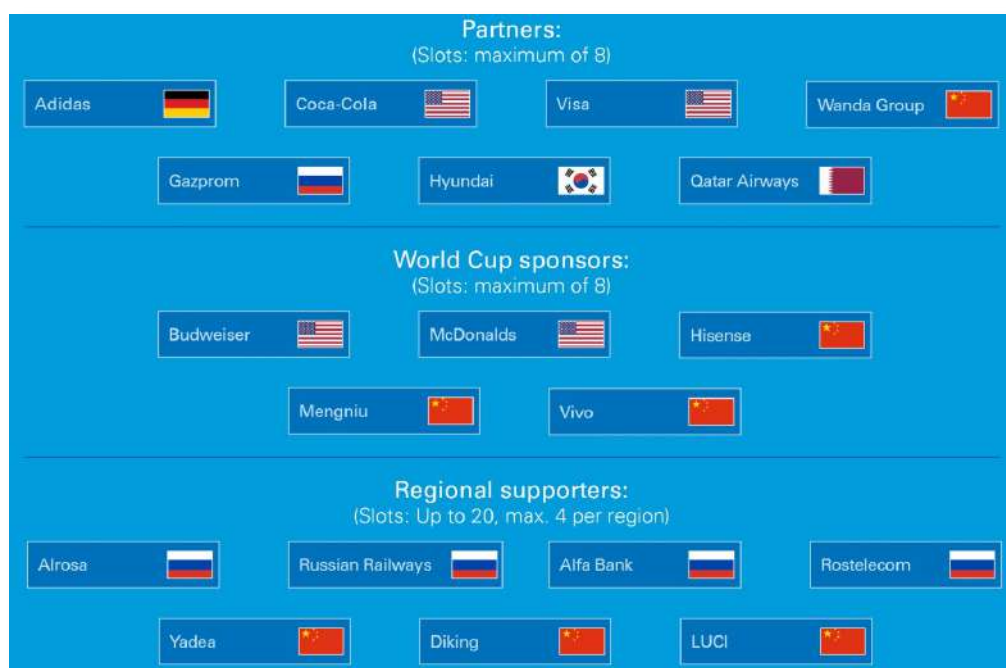 Partners:
(Slots: maximum of 8)
Adidas
Coca-Cola
Visa
Wanda Group
Gazprom
Hyundai
Qatar Airways
World Cup sponsors:
(Slots: maximum of 8)
Budweiser
McDonalds
Hisense
Mengniu
Vivo
Regional supporters:
(Slots: Up to 20, max. 4 per region)
Alrosa
Russian Railways
Alfa Bank
Rostelecom
Yadea
Diking
LUCI